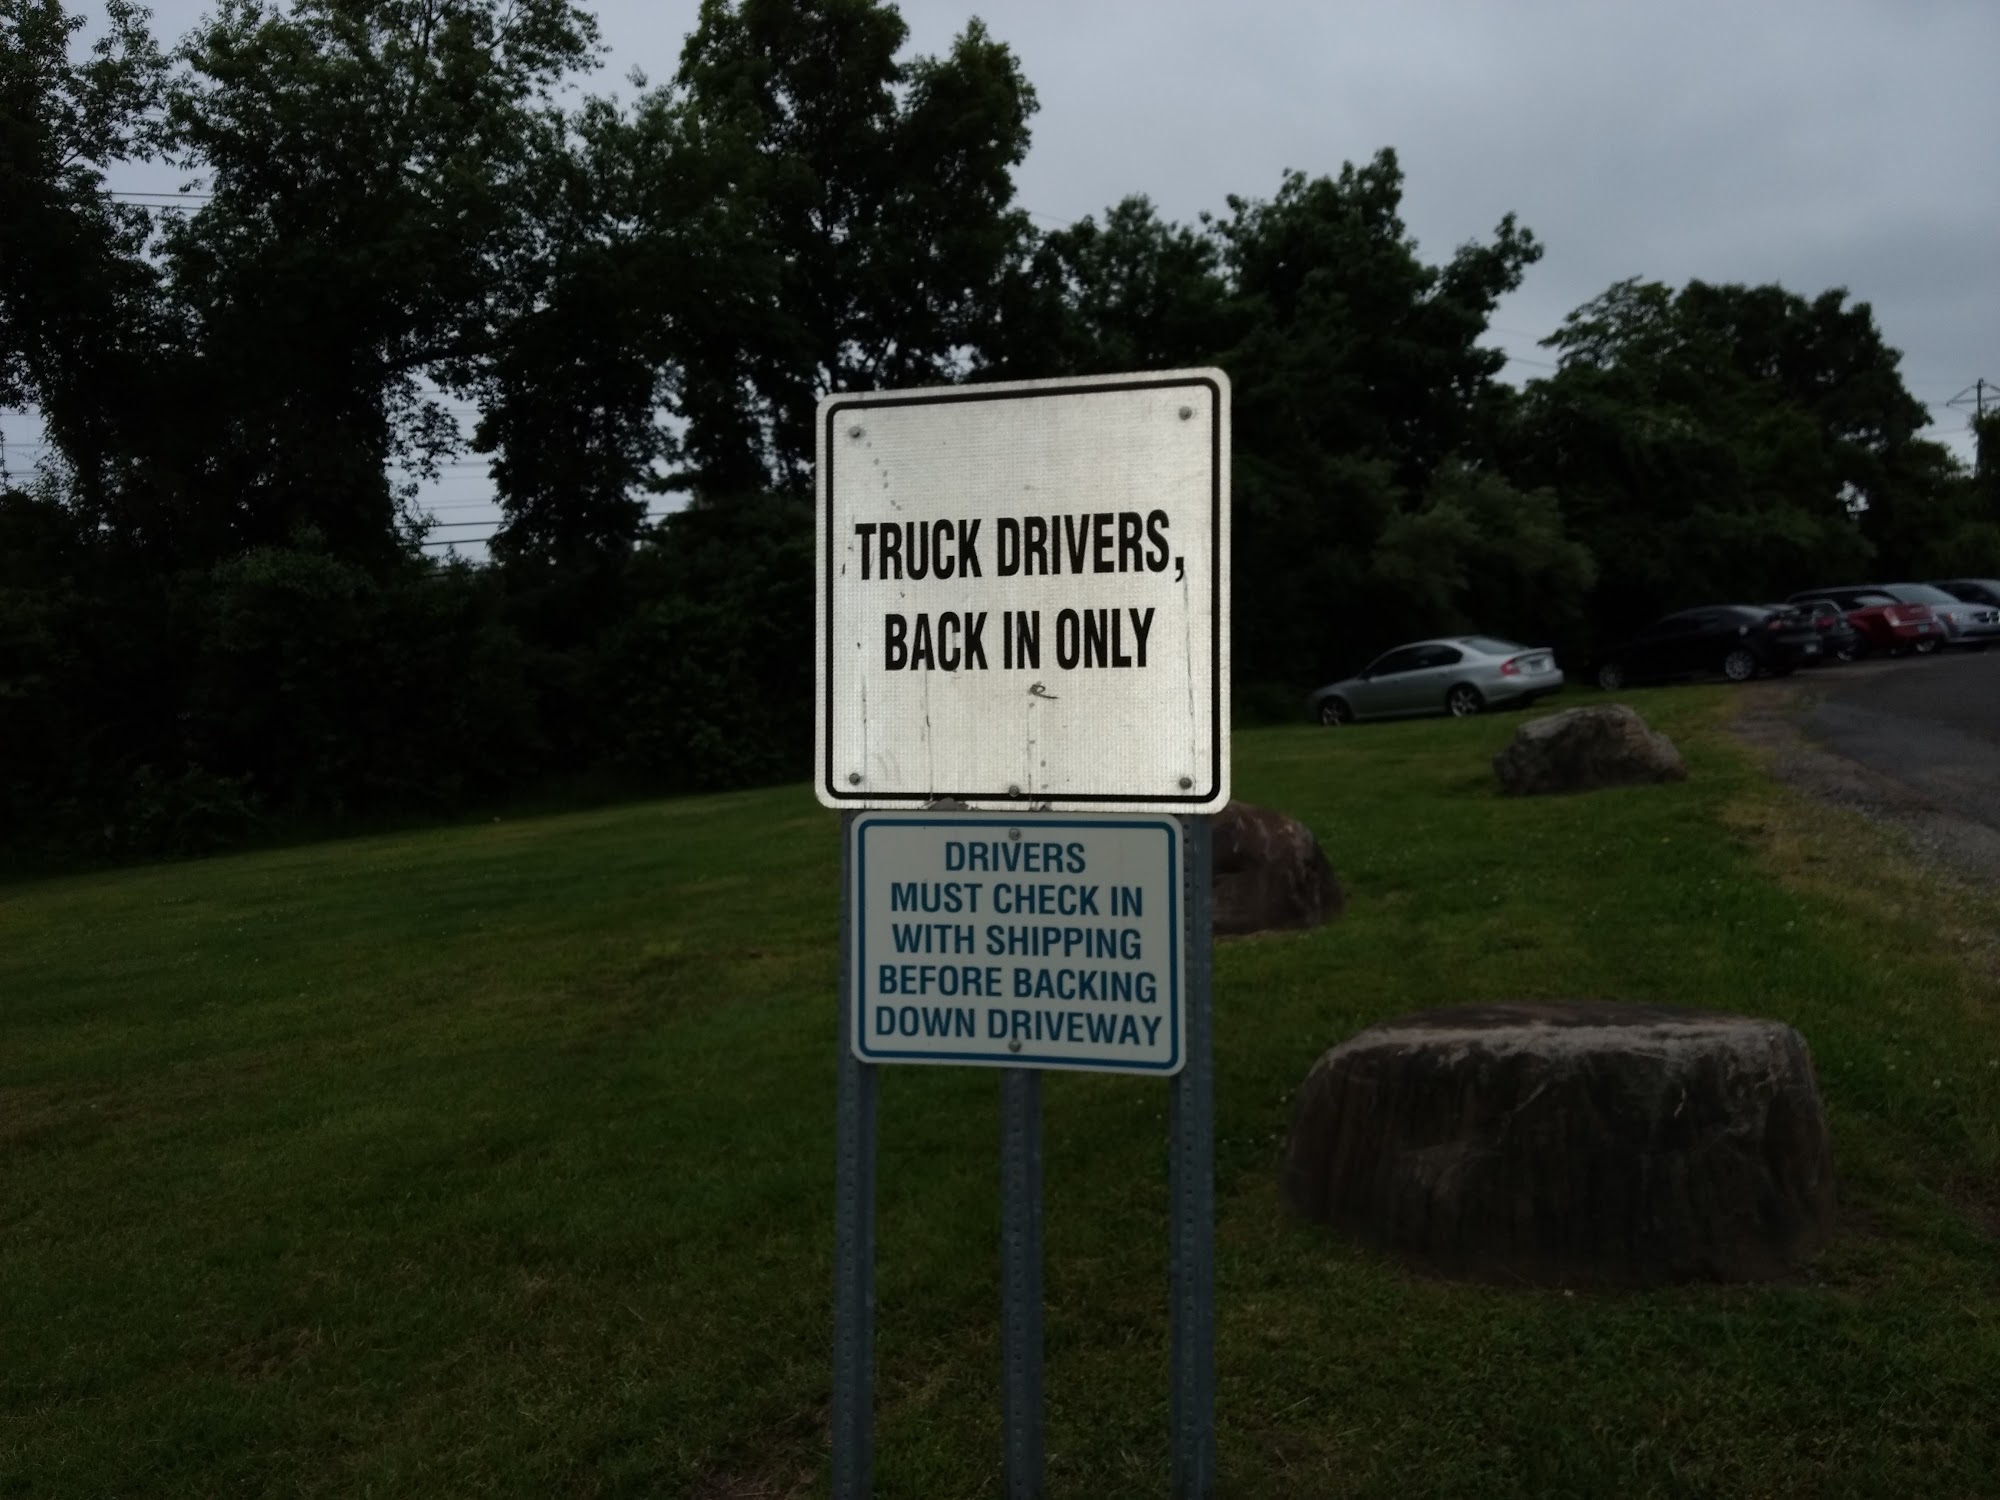 TRUCK DRIVERS,
BACK IN ONLY
DRIVERS
MUST CHECK IN
WITH SHIPPING
BEFORE BACKING
DOWN DRIVEWAY